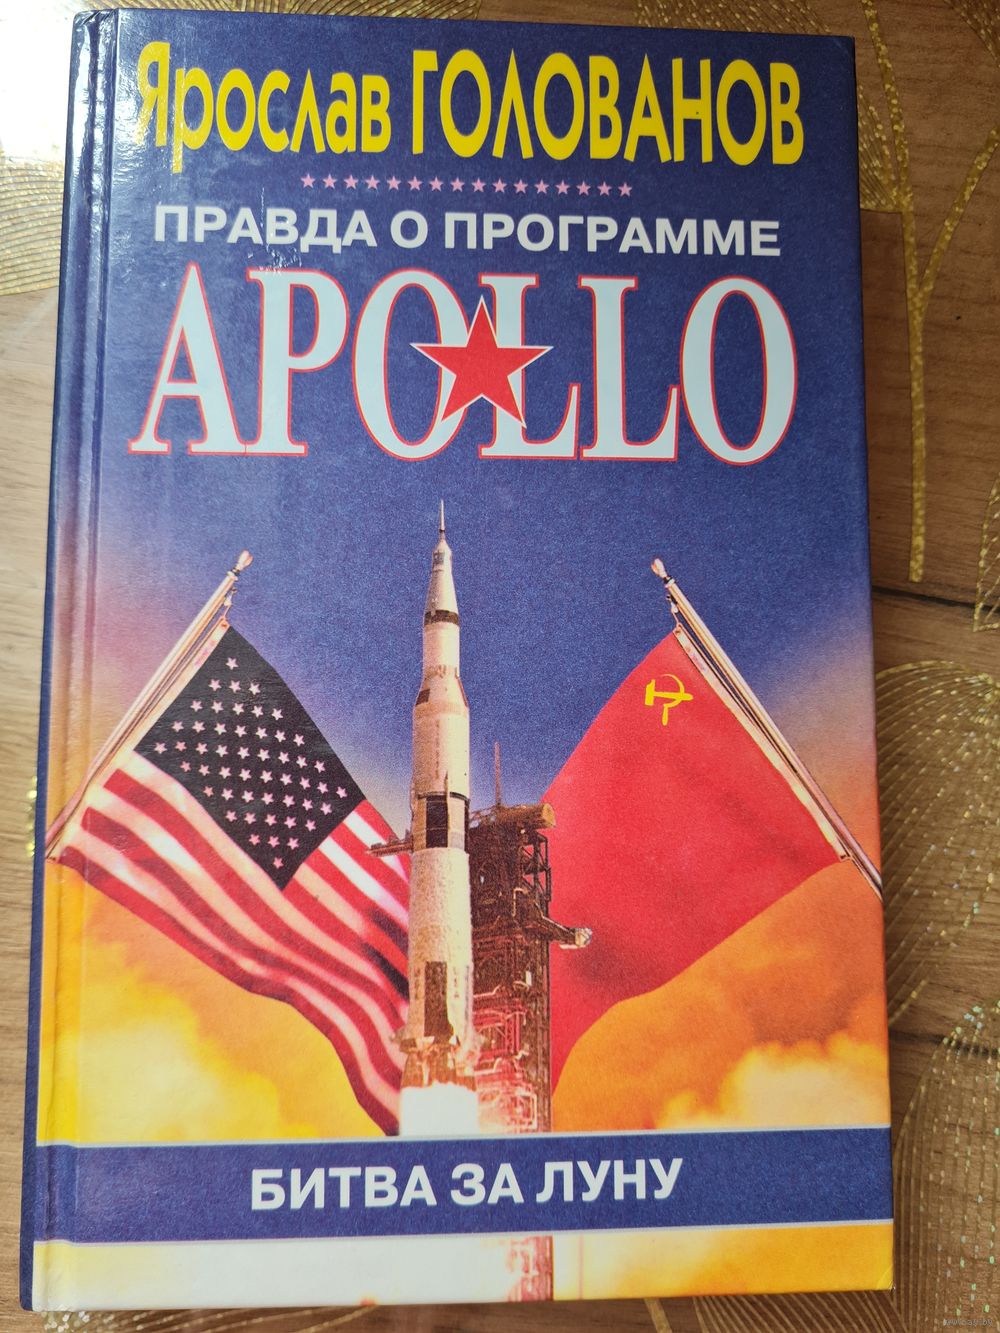 Ярослав ГОЛОВАНОВ
ПРАВДА О ПРОГРАММЕ
APOLLO
БИТВА ЗА ЛУНУ